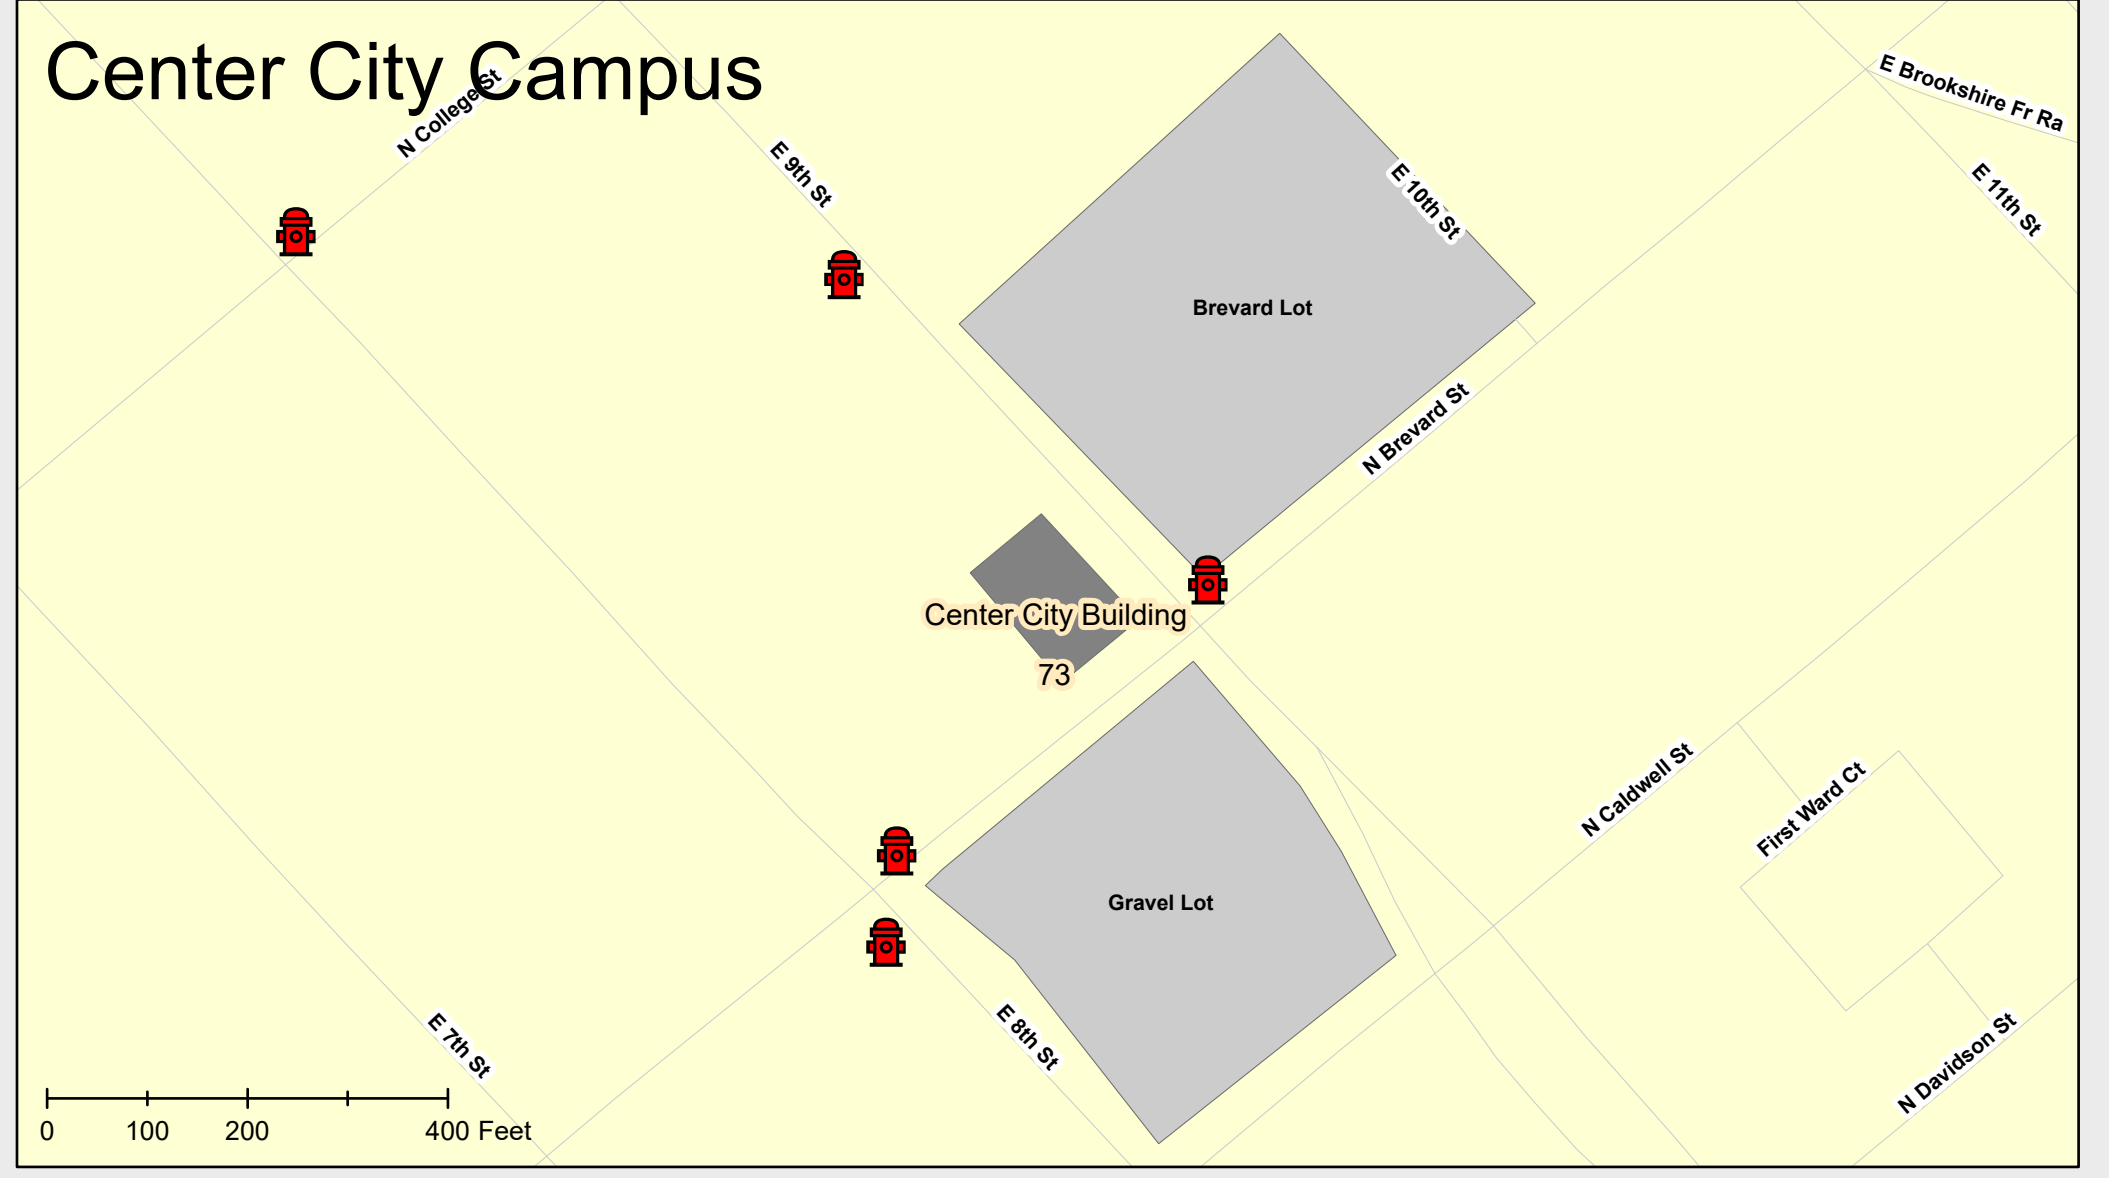 Center City Campus
N College St
E 9th St
E Brookshire Fr Ra
E 10th St
E 11th St
Brevard Lot
N Brevard St
Center City Building
73
N Caldwell St
First Ward Ct
Gravel Lot
E 7th St
E 8th St
N Davidson St
0 100 200 400 Feet